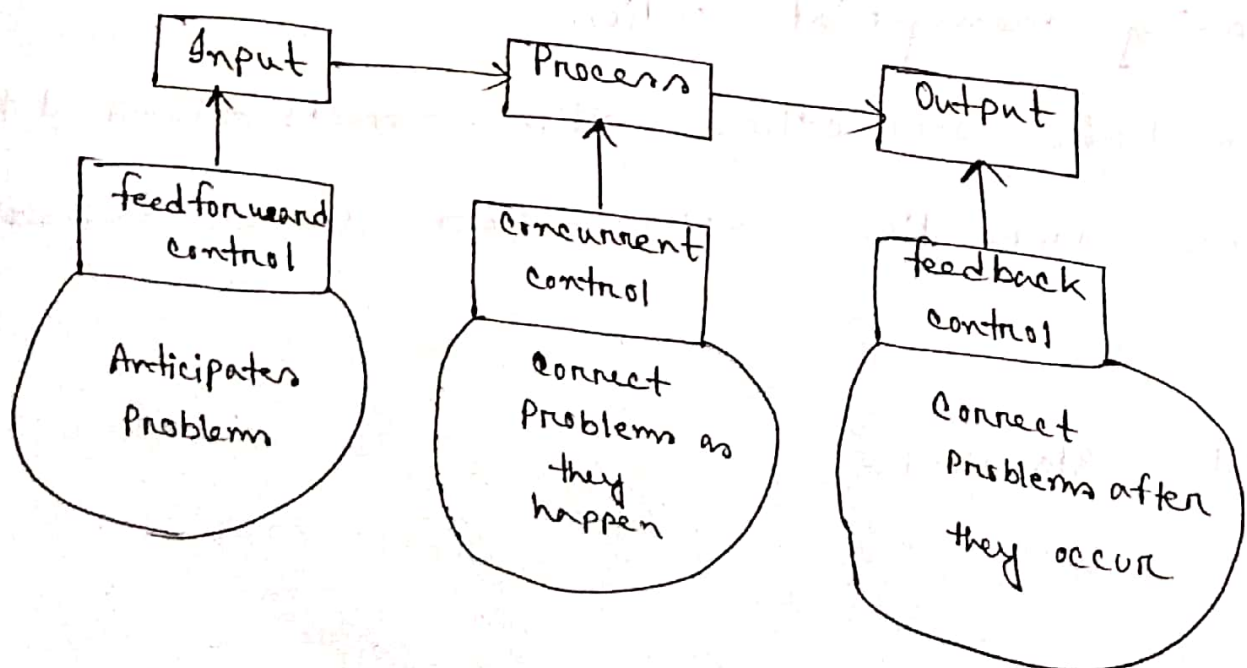 Input
Process
Output
feedforward
control
Anticipates
Problems
concurrent
control
correct
Problems as
they
happen
feedback
control
Correct
Problems after
they occur